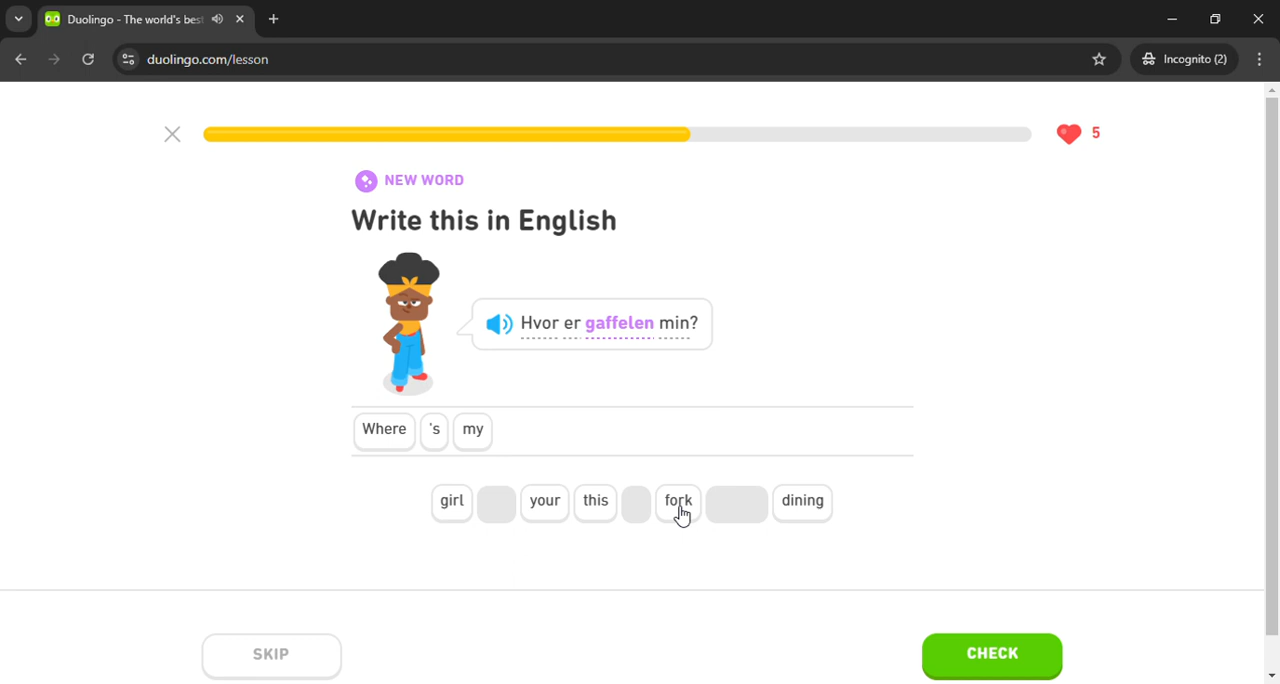 Duolingo - The world's bes
duolingo.com/lesson
Incognito (2)
5
NEW WORD
Write this in English
Hvor er gaffelen min?
Where 's my
girl your this fork dining
SKIP
CHECK